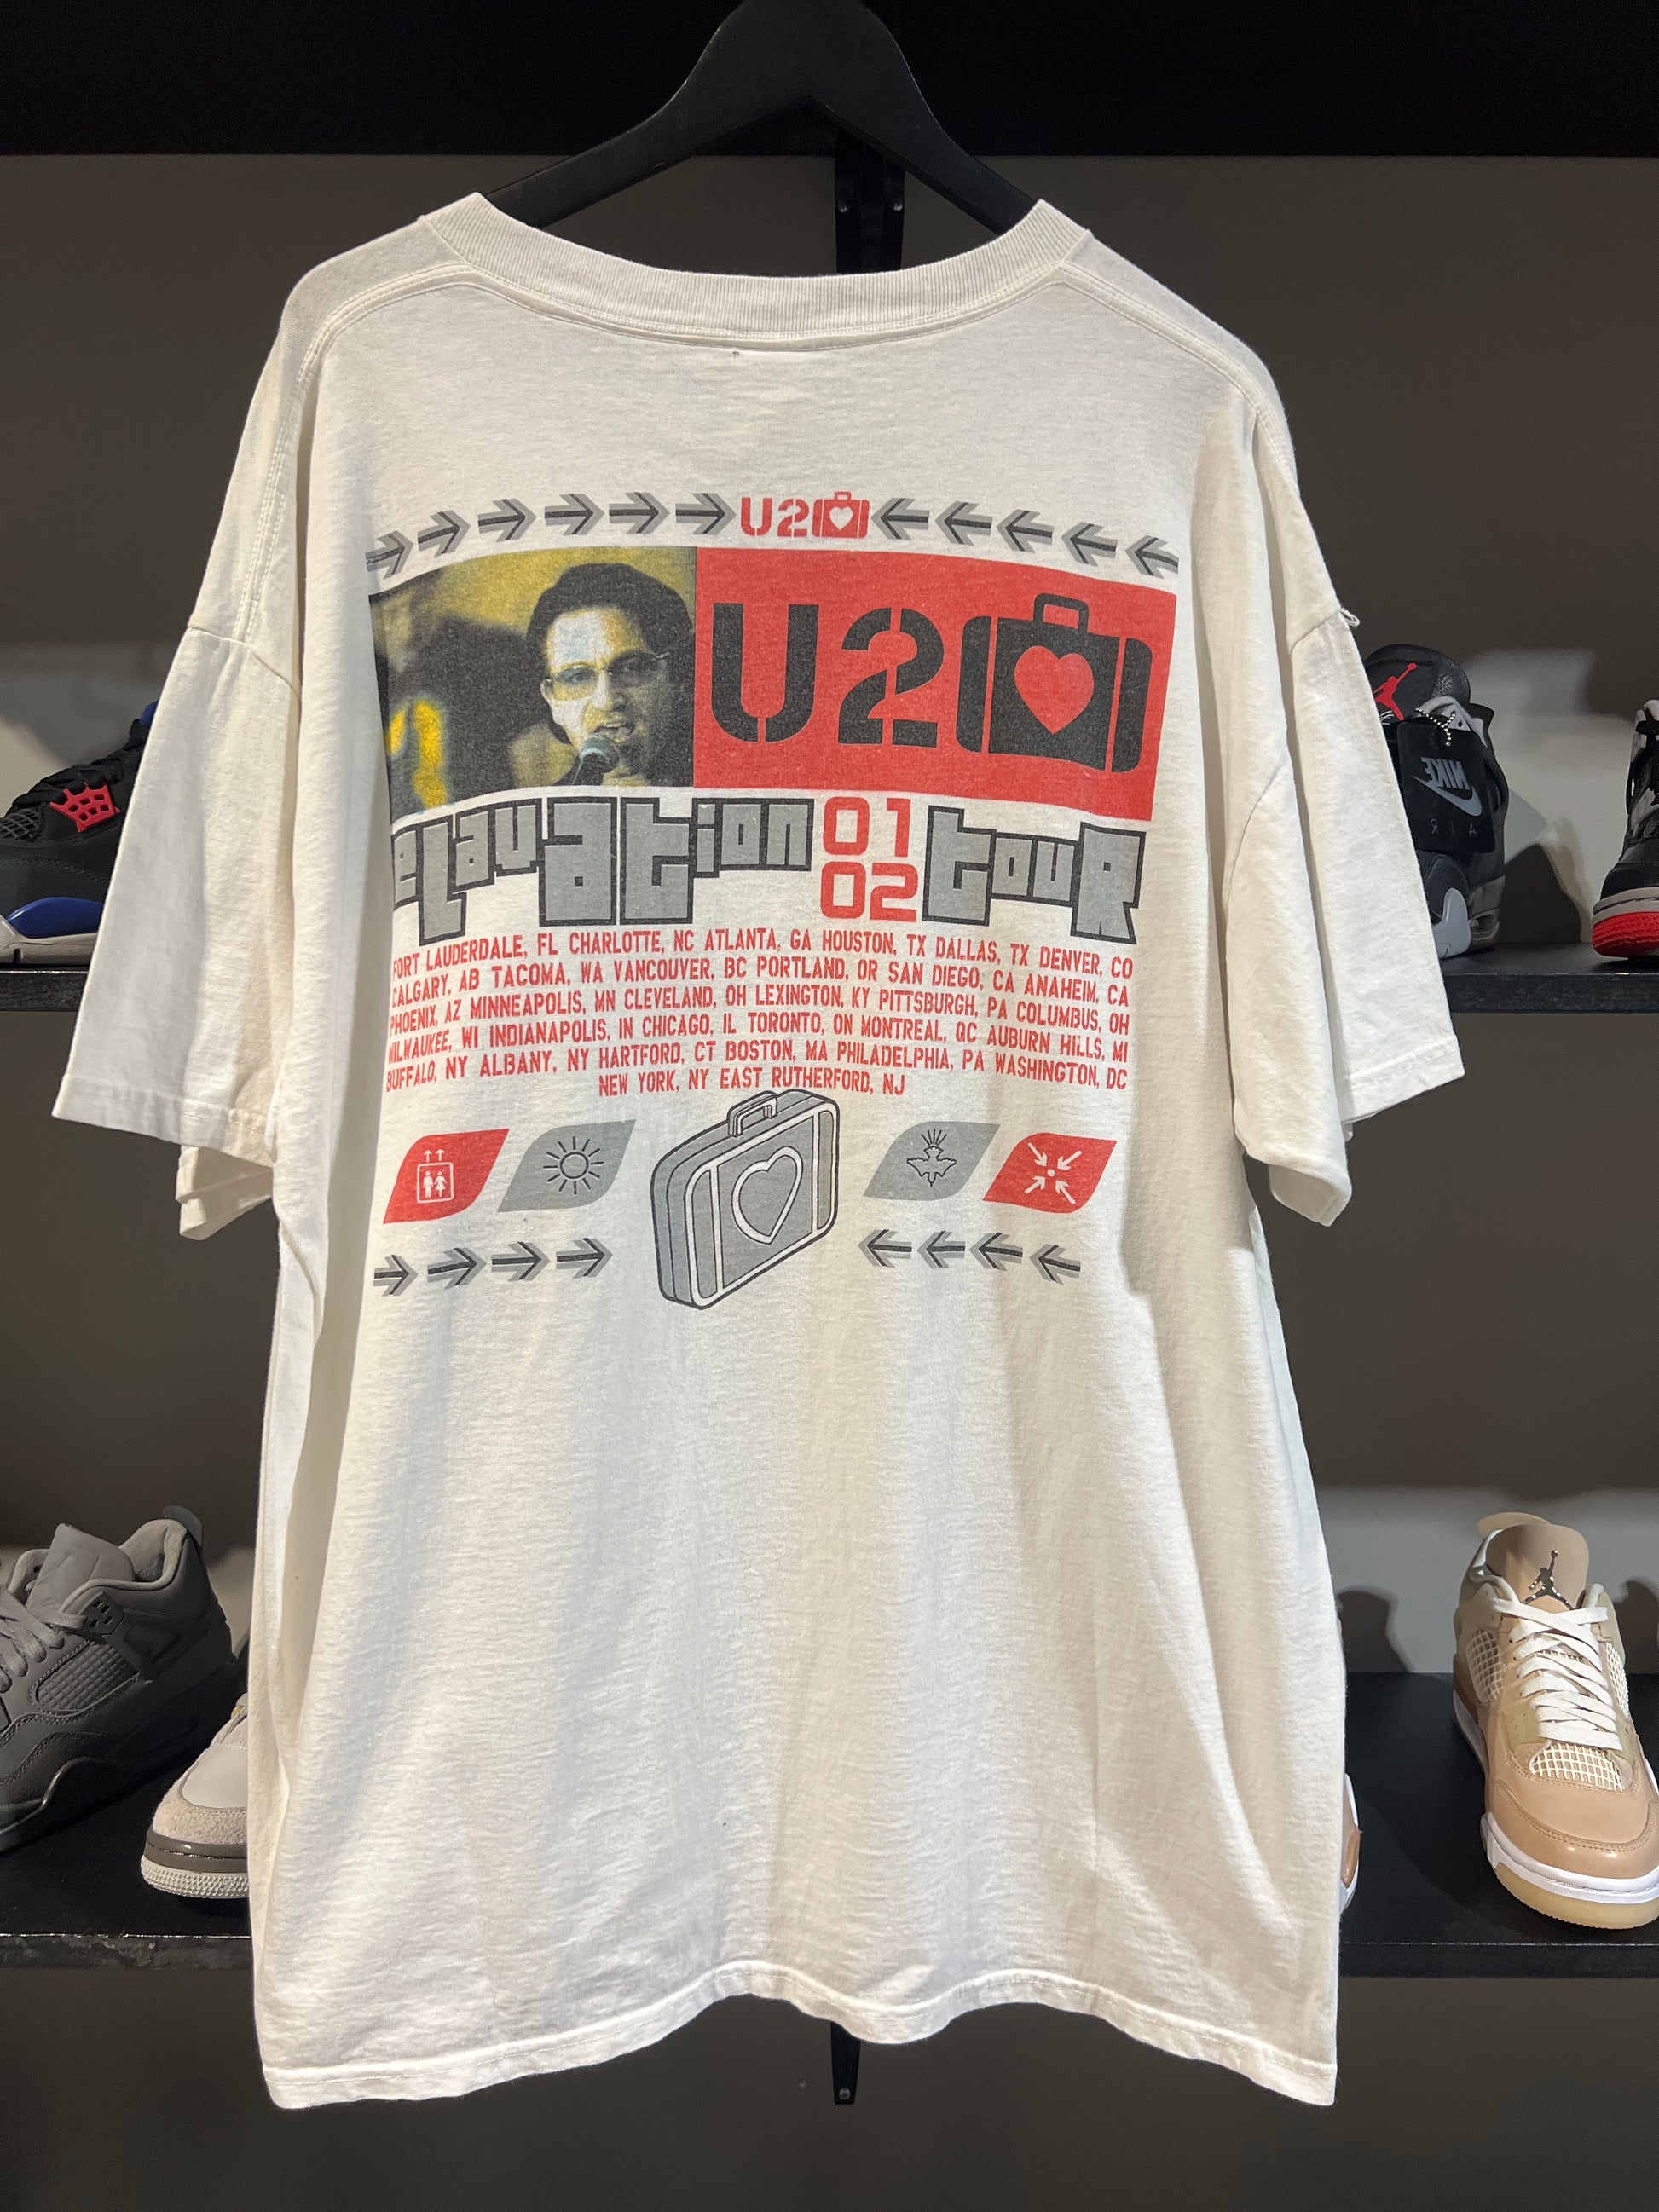 U2
U2
elavation 01 tour
02
FORT LAUDERDALE, FL CHARLOTTE, NC ATLANTA, GA HOUSTON, TX DALLAS, TX DENVER, CO
CALGARY, AB TACOMA, WA VANCOUVER, BC PORTLAND, OR SAN DIEGO, CA ANAHEIM, CA
PHOENIX, AZ MINNEAPOLIS, MN CLEVELAND, OH LEXINGTON, KY PITTSBURGH, PA COLUMBUS, OH
MILWAUKEE, WI INDIANAPOLIS, IN CHICAGO, IL TORONTO, ON MONTREAL, QC AUBURN HILLS, MI
BUFFALO, NY ALBANY, NY HARTFORD, CT BOSTON, MA PHILADELPHIA, PA WASHINGTON, DC
NEW YORK, NY EAST RUTHERFORD, NJ
NIKE
AIR